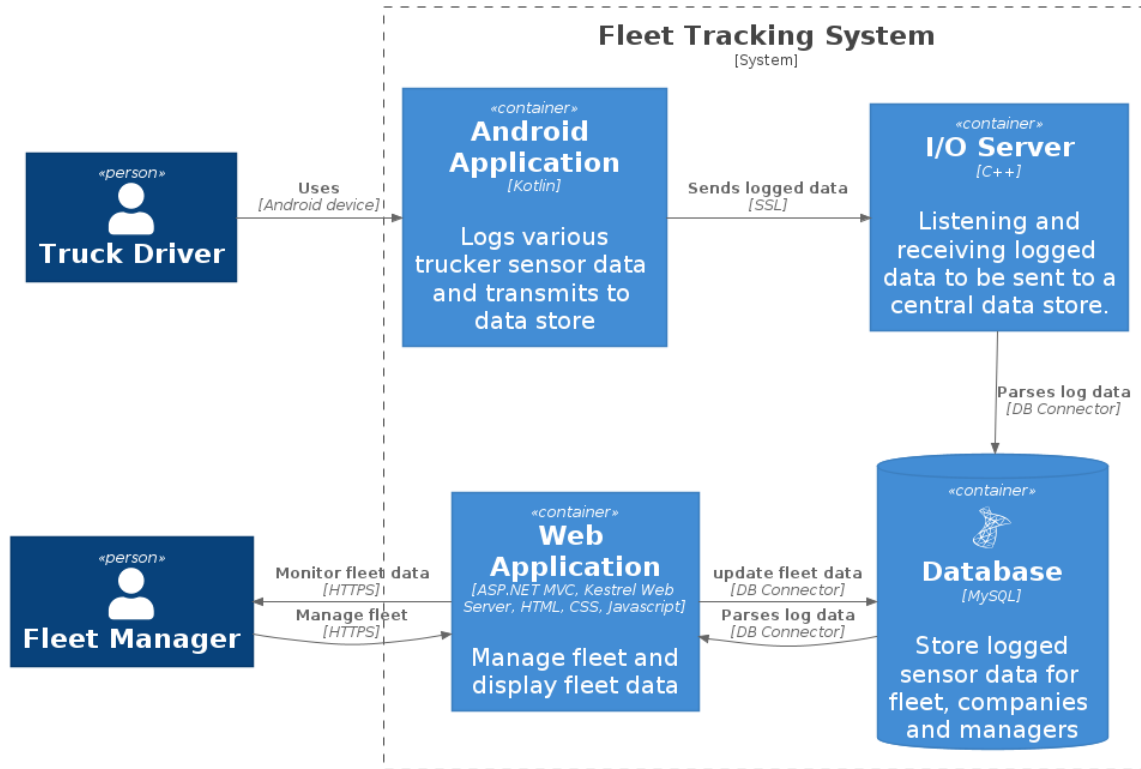 Fleet Tracking System
[System]
«person»
Truck Driver
Uses
[Android device]
«container»
Android
Application
[Kotlin]
Logs various
trucker sensor data
and transmits to
data store
Sends logged data
[SSL]
«container»
I/O Server
[C++]
Listening and
receiving logged
data to be sent to a
central data store.
Parses log data
[DB Connector]
«person»
Fleet Manager
Monitor fleet data
[HTTPS]
Manage fleet
[HTTPS]
«container»
Web
Application
[ASP.NET MVC, Kestrel Web
Server, HTML, CSS, Javascript]
Manage fleet and
display fleet data
update fleet data
[DB Connector]
Parses log data
[DB Connector]
«container»
Database
[MySQL]
Store logged
sensor data for
fleet, companies
and managers